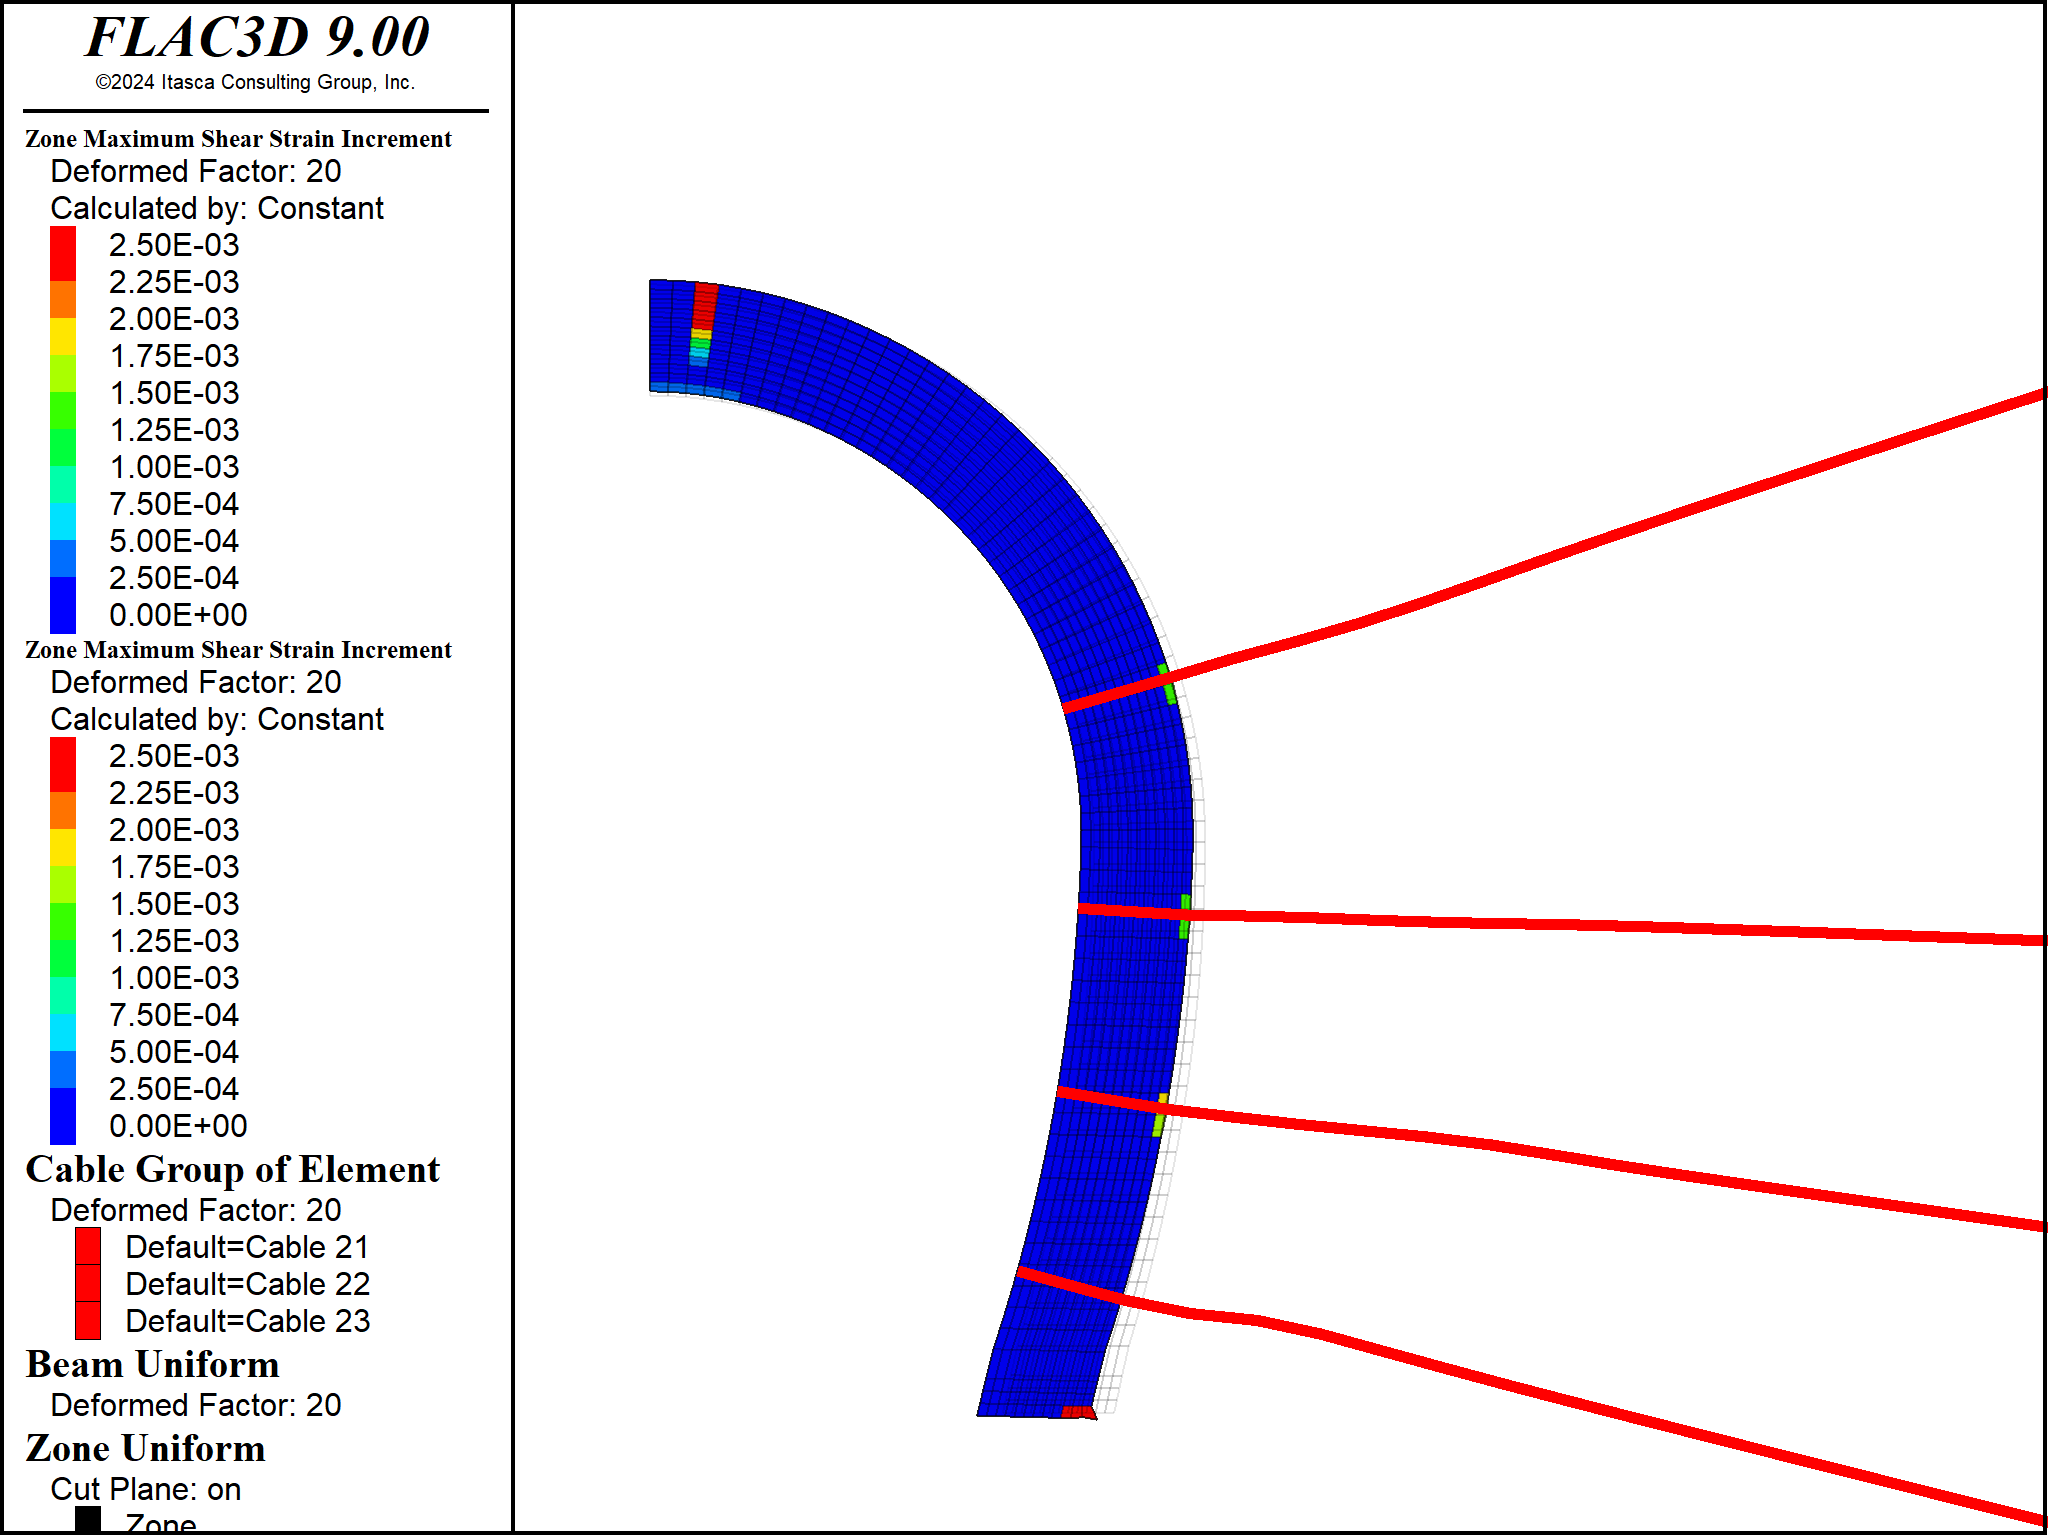 FLAC3D 9.00
©2024 Itasca Consulting Group, Inc.
Zone Maximum Shear Strain Increment
Deformed Factor: 20
Calculated by: Constant
2.50E-03
2.25E-03
2.00E-03
1.75E-03
1.50E-03
1.25E-03
1.00E-03
7.50E-04
5.00E-04
2.50E-04
0.00E+00
Zone Maximum Shear Strain Increment
Deformed Factor: 20
Calculated by: Constant
2.50E-03
2.25E-03
2.00E-03
1.75E-03
1.50E-03
1.25E-03
1.00E-03
7.50E-04
5.00E-04
2.50E-04
0.00E+00
Cable Group of Element
Deformed Factor: 20
Default=Cable 21
Default=Cable 22
Default=Cable 23
Beam Uniform
Deformed Factor: 20
Zone Uniform
Cut Plane: on
Zone